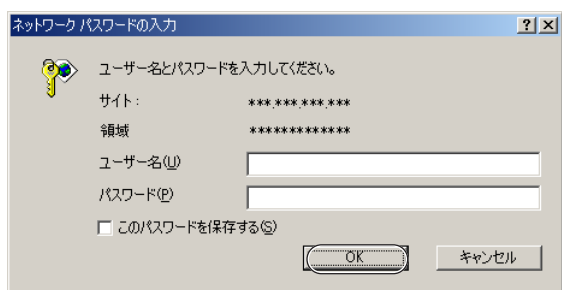 ネットワーク パスワードの入力
ユーザー名とパスワードを入力してください。
サイト： ***.***.***.***
領域 *************
ユーザー名(U)
パスワード(P)
このパスワードを保存する(S)
OK キャンセル